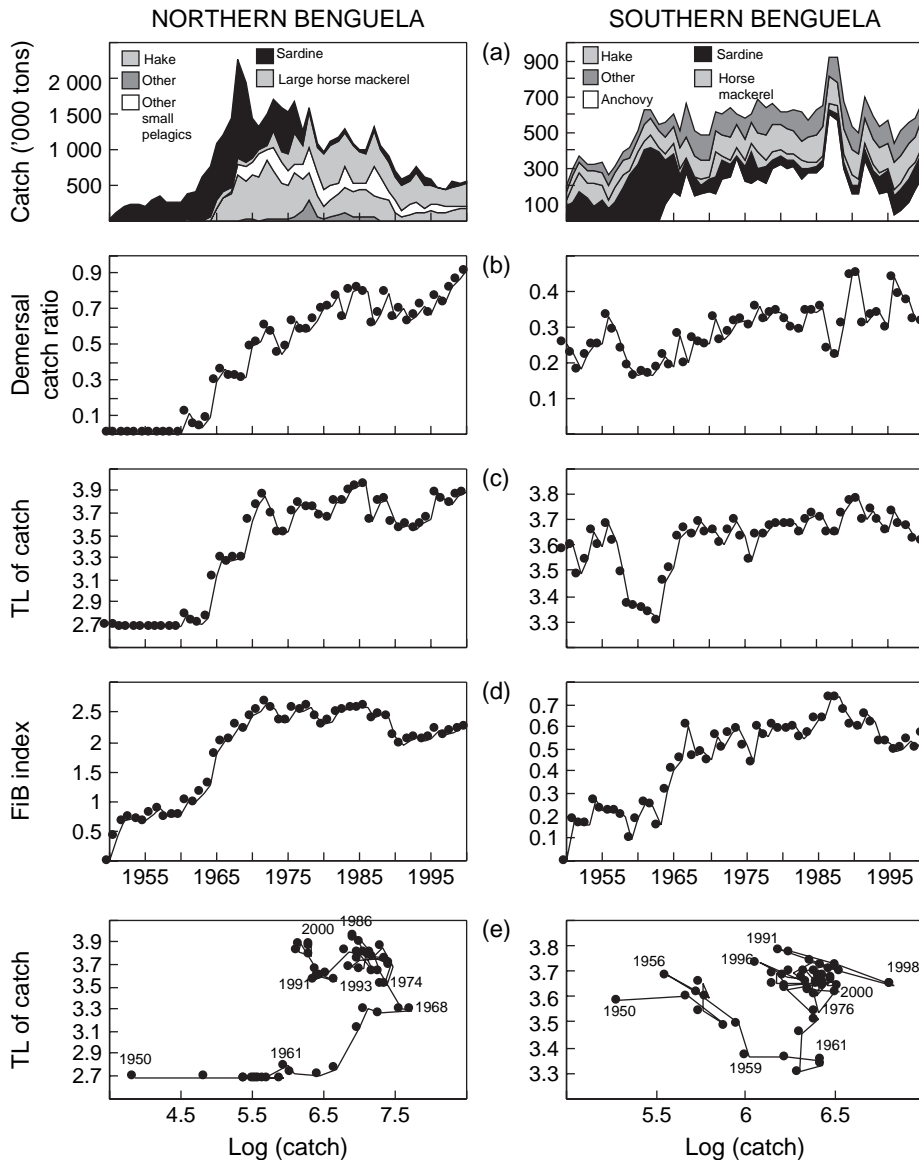 NORTHERN BENGUELA
SOUTHERN BENGUELA
(a)
Catch ('000 tons)
2 000
1 500
1 000
500
Hake
Other
Other
small
pelagics
Sardine
Large horse mackerel
900
700
500
300
100
Hake
Other
Anchovy
Sardine
Horse
mackerel
(b)
Demersal
catch ratio
0.9
0.7
0.5
0.3
0.1
0.4
0.3
0.2
0.1
(c)
TL of catch
3.9
3.7
3.5
3.3
3.1
2.9
2.7
3.8
3.7
3.6
3.5
3.4
3.3
(d)
FiB index
2.5
2
1.5
1
0.5
1955 1965 1975 1985 1995
0.7
0.6
0.5
0.4
0.3
0.2
0.1
1955 1965 1975 1985 1995
(e)
TL of catch
3.9
3.7
3.5
3.3
3.1
2.9
2.7
1986
2000
1991
1993
1974
1968
1950
1961
4.5 5.5 6.5 7.5
Log (catch)
3.8
3.7
3.6
3.5
3.4
3.3
1991
1956
1996
1998
1950
2000
1976
1961
1959
5.5 6 6.5
Log (catch)